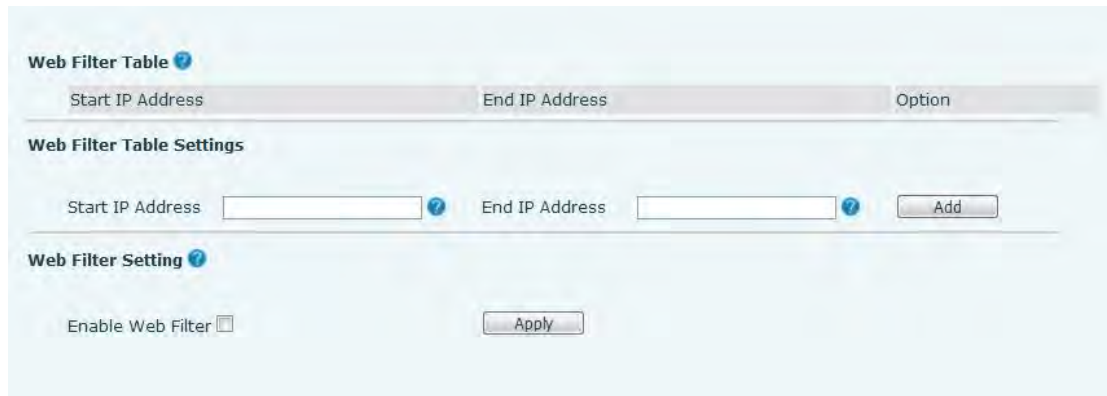 Web Filter Table ?
Start IP Address End IP Address Option
Web Filter Table Settings
Start IP Address ? End IP Address ? Add
Web Filter Setting ?
Enable Web Filter Apply